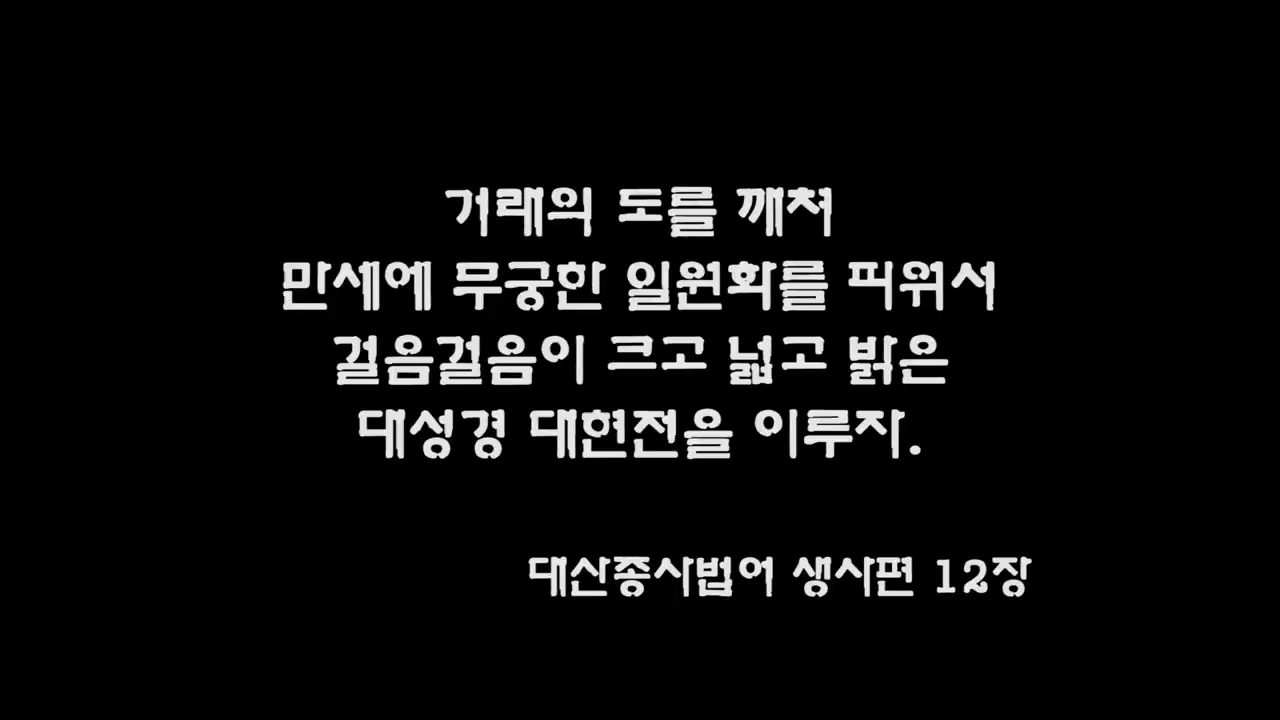 거래의 도를 깨쳐
만세에 무궁한 일원화를 피워서
걸음걸음이 크고 넓고 밝은
대성경 대현전을 이루자.
대산종사법어 생사편 12장